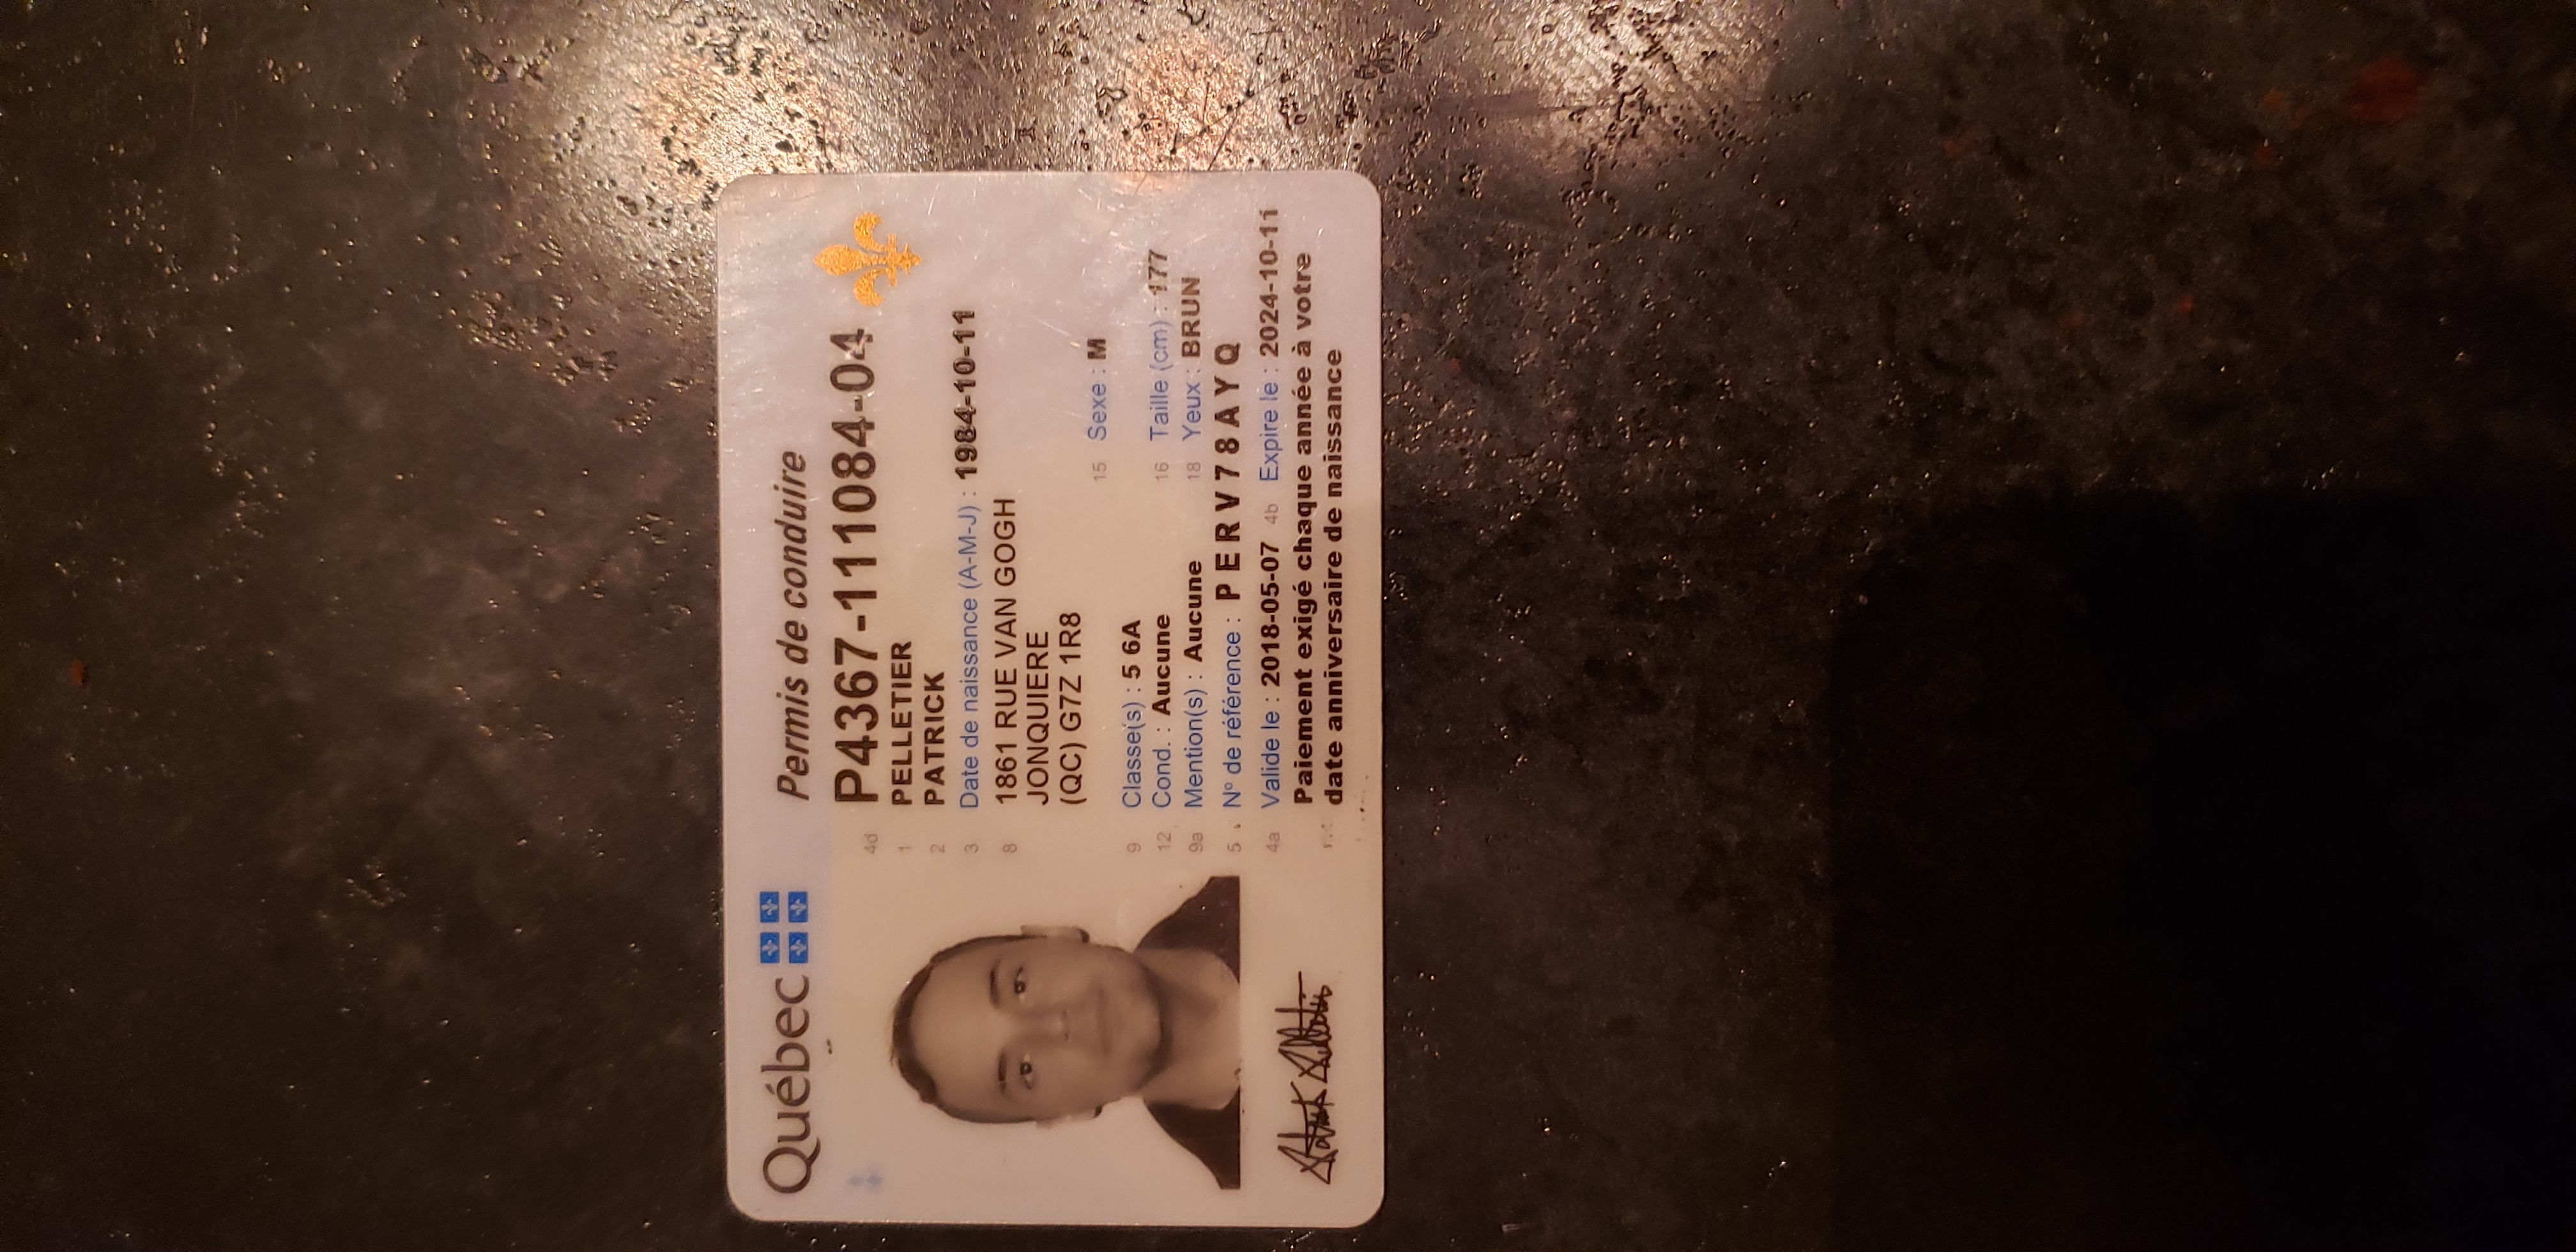 Québec
Permis de conduire
4d P4367-111084-04
1 PELLETIER
2 PATRICK
3 Date de naissance (A-M-J) : 1984-10-11
8 1861 RUE VAN GOGH
JONQUIERE
(QC) G7Z 1R8
15 Sexe : M
9 Classe(s) : 5 6A
12 Cond. : Aucune 16 Taille (cm) : 177
9a Mention(s) : Aucune 18 Yeux : BRUN
5 Nº de référence : P E R V 7 8 A Y Q
4a Valide le : 2018-05-07 4b Expire le : 2024-10-11
Paiement exigé chaque année à votre
date anniversaire de naissance